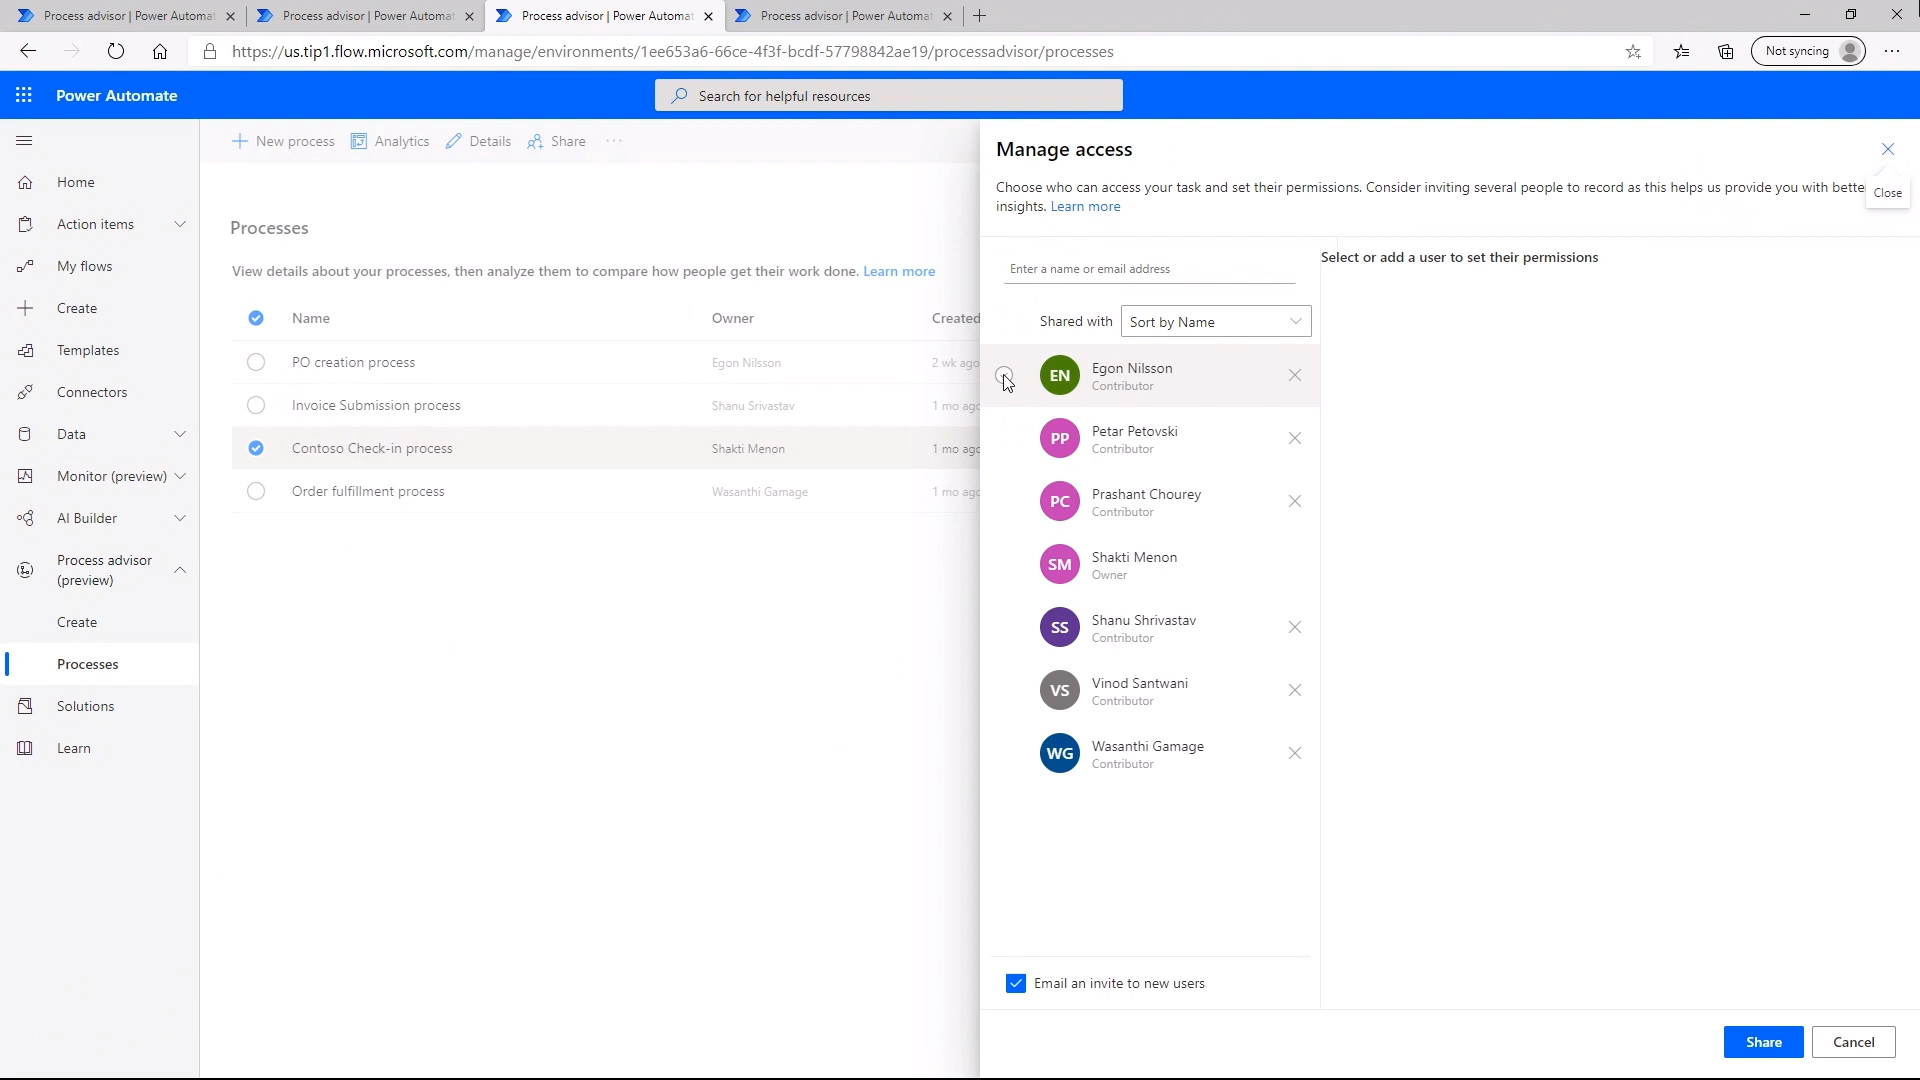 Process advisor | Power Automat
Process advisor | Power Automat
Process advisor | Power Automat
Process advisor | Power Automat
https://us.tip1.flow.microsoft.com/manage/environments/1ee653a6-66ce-4f3f-bcdf-57798842ae19/processadvisor/processes
Not syncing
Power Automate
Search for helpful resources
Home
Action items
My flows
Create
Templates
Connectors
Data
Monitor (preview)
AI Builder
Process advisor
(preview)
Create
Processes
Solutions
Learn
New process
Analytics
Details
Share
Processes
View details about your processes, then analyze them to compare how people get their work done. Learn more
Name Owner Created
PO creation process Egon Nilsson 2 wk ago
Invoice Submission process Shanu Srivastav 1 mo ago
Contoso Check-in process Shakti Menon 1 mo ago
Order fulfillment process Wasanthi Gamage 1 mo ago
Manage access
Choose who can access your task and set their permissions. Consider inviting several people to record as this helps us provide you with bette
insights. Learn more
Close
Enter a name or email address
Shared with Sort by Name
EN Egon Nilsson
Contributor
PP Petar Petovski
Contributor
PC Prashant Chourey
Contributor
SM Shakti Menon
Owner
SS Shanu Shrivastav
Contributor
VS Vinod Santwani
Contributor
WG Wasanthi Gamage
Contributor
Select or add a user to set their permissions
Email an invite to new users
Share
Cancel